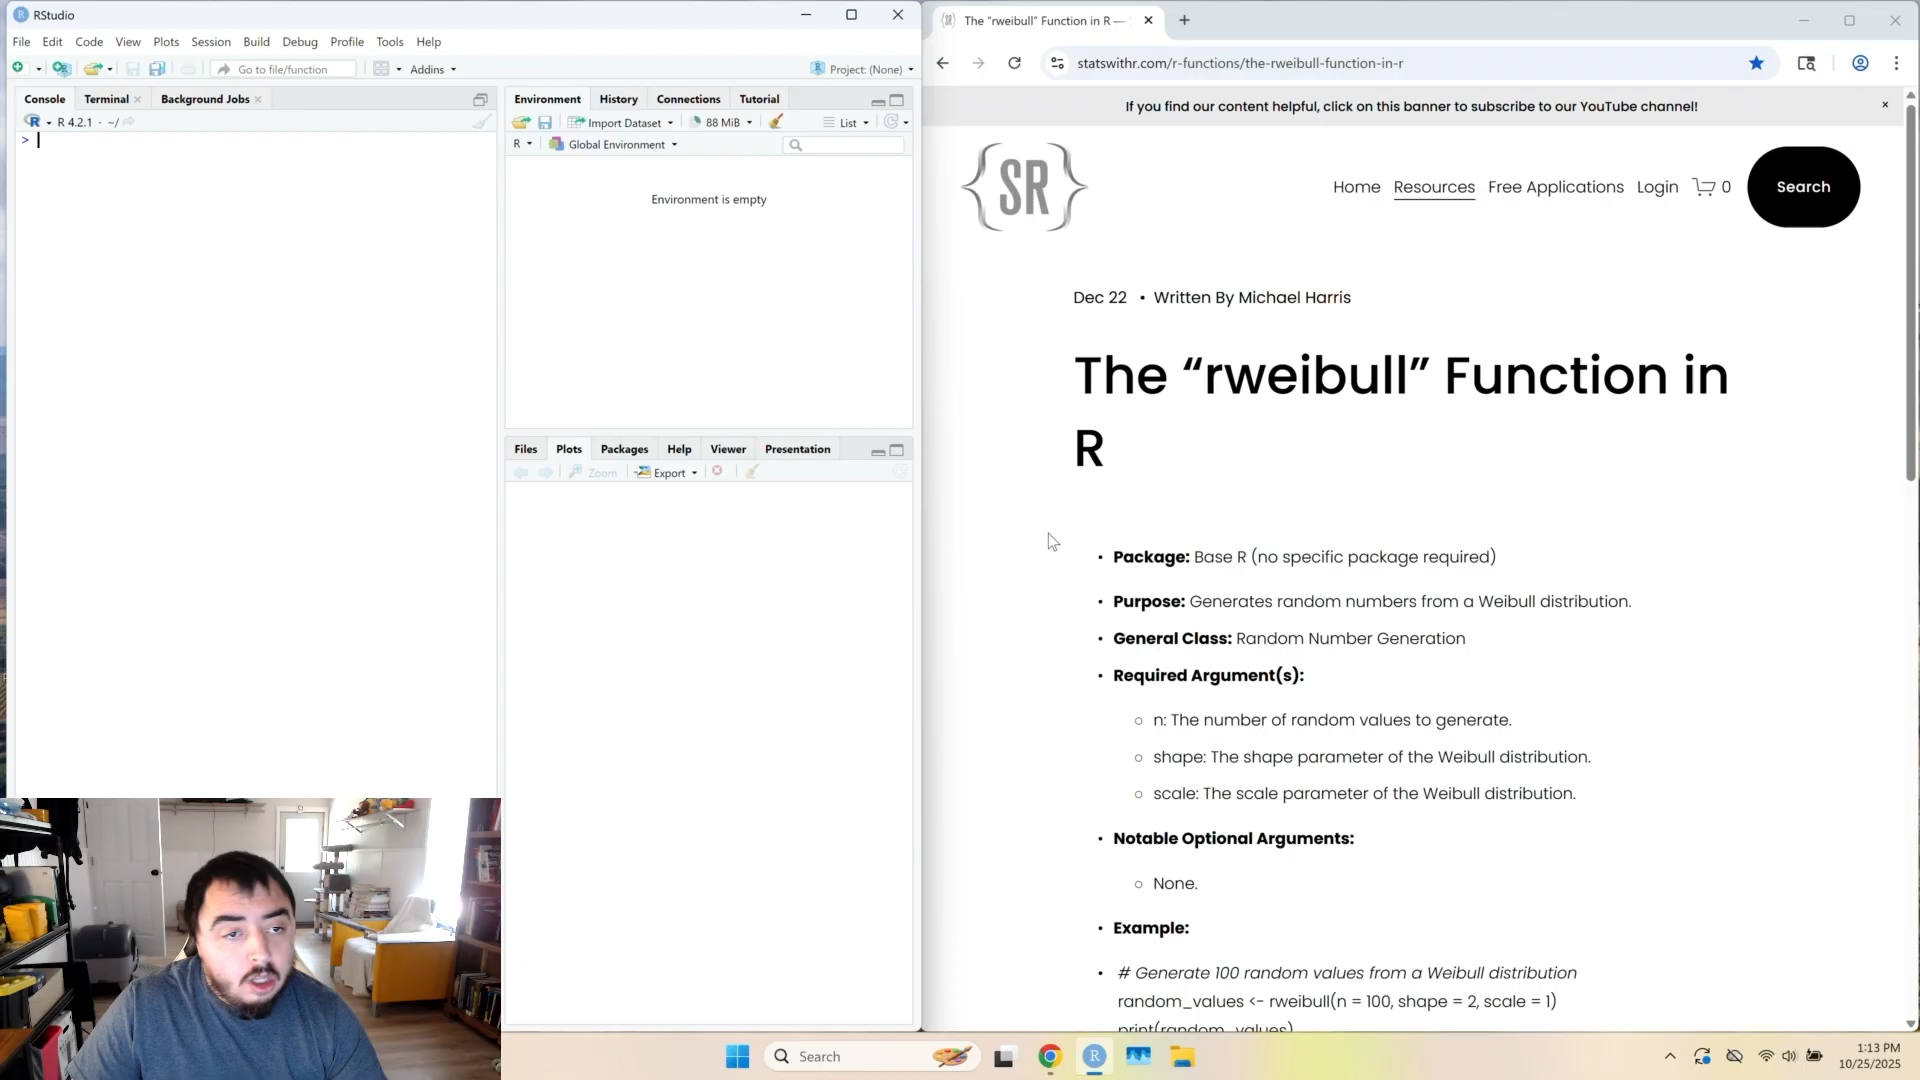 RStudio
File Edit Code View Plots Session Build Debug Profile Tools Help
Go to file/function
Addins
Project: (None)
Console Terminal Background Jobs
R 4.2.1 · ~/
>
Environment History Connections Tutorial
Import Dataset 88 MiB List
R Global Environment
Environment is empty
Files Plots Packages Help Viewer Presentation
Zoom Export
The "rweibull" Function in R —
statswithr.com/r-functions/the-rweibull-function-in-r
If you find our content helpful, click on this banner to subscribe to our YouTube channel!
{SR}
Home Resources Free Applications Login 0 Search
Dec 22 • Written By Michael Harris
The “rweibull” Function in
R
• Package: Base R (no specific package required)
• Purpose: Generates random numbers from a Weibull distribution.
• General Class: Random Number Generation
• Required Argument(s):
○ n: The number of random values to generate.
○ shape: The shape parameter of the Weibull distribution.
○ scale: The scale parameter of the Weibull distribution.
• Notable Optional Arguments:
○ None.
• Example:
• # Generate 100 random values from a Weibull distribution
random_values <- rweibull(n = 100, shape = 2, scale = 1)
print(random_values)
Search
1:13 PM
10/25/2025